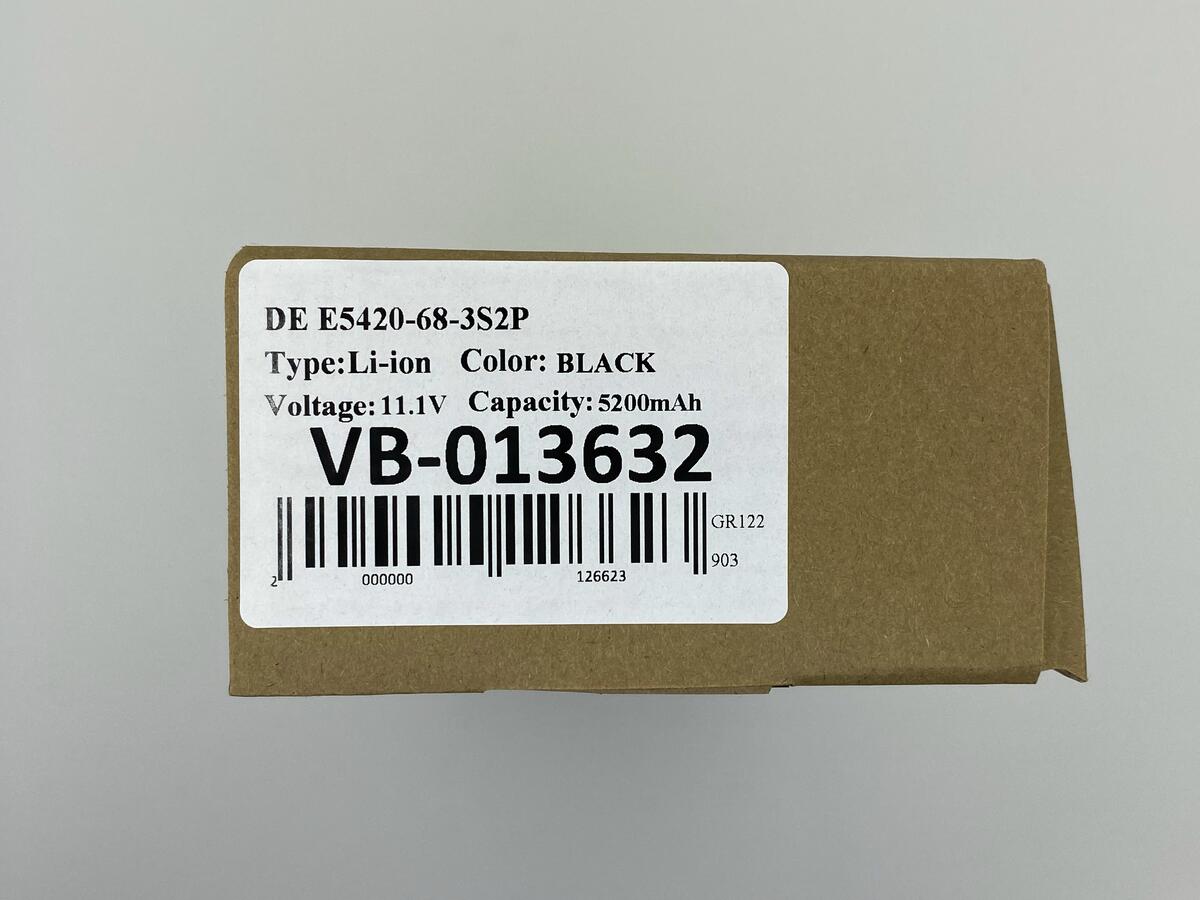 DE E5420-68-3S2P
Type:Li-ion Color: BLACK
Voltage:11.1V Capacity:5200mAh
VB-013632
GR122
903
2 000000 126623